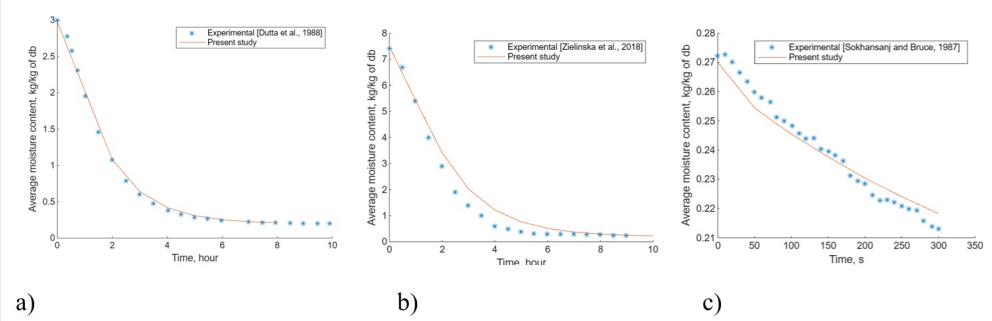 Experimental [Dutta et al., 1988]
Present study
Average moisture content, kg/kg of db
3
2.5
2
1.5
1
0.5
0
0 2 4 6 8 10
Time, hour
a)
Experimental [Zielinska et al., 2018]
Present study
Average moisture content, kg/kg of db
8
7
6
5
4
3
2
1
0
0 2 4 6 8 10
Time, hour
b)
Experimental [Sokhansanj and Bruce, 1987]
Present study
Average moisture content, kg/kg of db
0.28
0.27
0.26
0.25
0.24
0.23
0.22
0.21
0 50 100 150 200 250 300 350
Time, s
c)